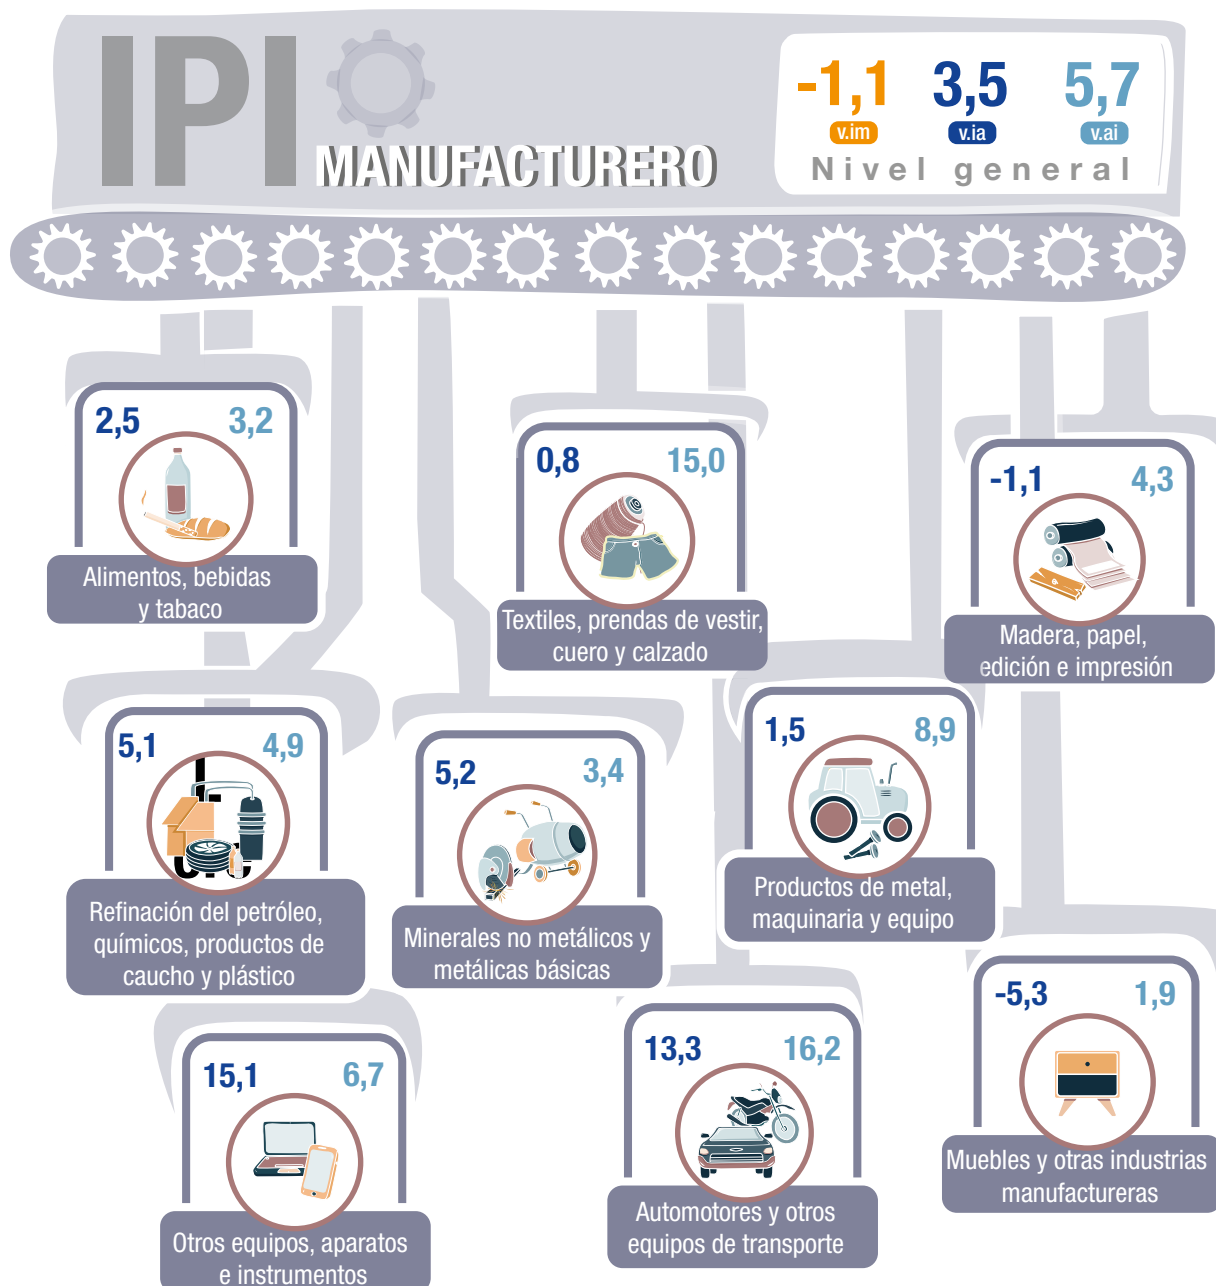 IPI
MANUFACTURERO
-1,1 3,5 5,7
v.im v.ia v.ai
Nivel general
2,5 3,2
Alimentos, bebidas
y tabaco
0,8 15,0
Textiles, prendas de vestir,
cuero y calzado
-1,1 4,3
Madera, papel,
edición e impresión
5,1 4,9
Refinación del petróleo,
químicos, productos de
caucho y plástico
5,2 3,4
Minerales no metálicos y
metálicas básicas
1,5 8,9
Productos de metal,
maquinaria y equipo
15,1 6,7
Otros equipos, aparatos
e instrumentos
13,3 16,2
Automotores y otros
equipos de transporte
-5,3 1,9
Muebles y otras industrias
manufactureras